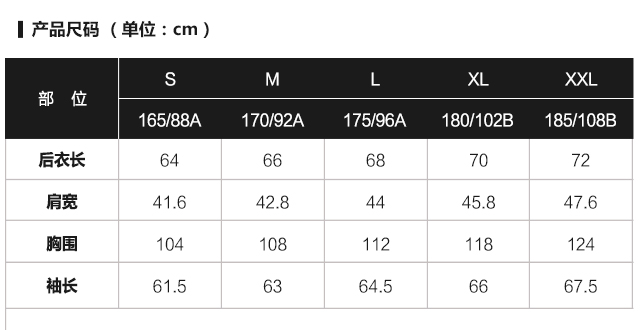 产品尺码（单位：cm）
部 位 S M L XL XXL
165/88A 170/92A 175/96A 180/102B 185/108B
后衣长 64 66 68 70 72
肩宽 41.6 42.8 44 45.8 47.6
胸围 104 108 112 118 124
袖长 61.5 63 64.5 66 67.5